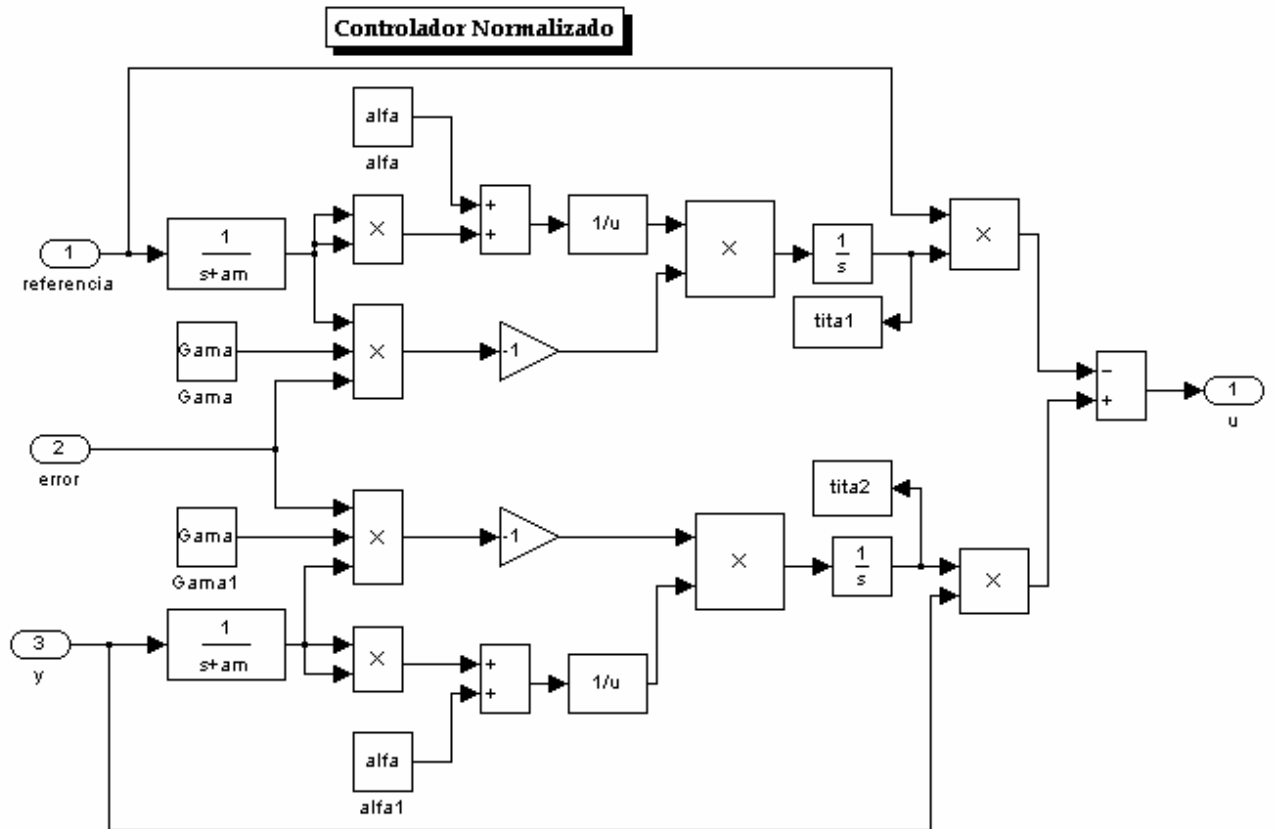 Controlador Normalizado
alfa
alfa
1
referencia
1
s+am
×
+
+
1/u
×
1
s
×
tita1
Gama
Gama
×
-1
−
+
1
u
2
error
tita2
Gama
Gama1
×
-1
×
1
s
×
3
y
1
s+am
×
+
+
1/u
alfa
alfa1